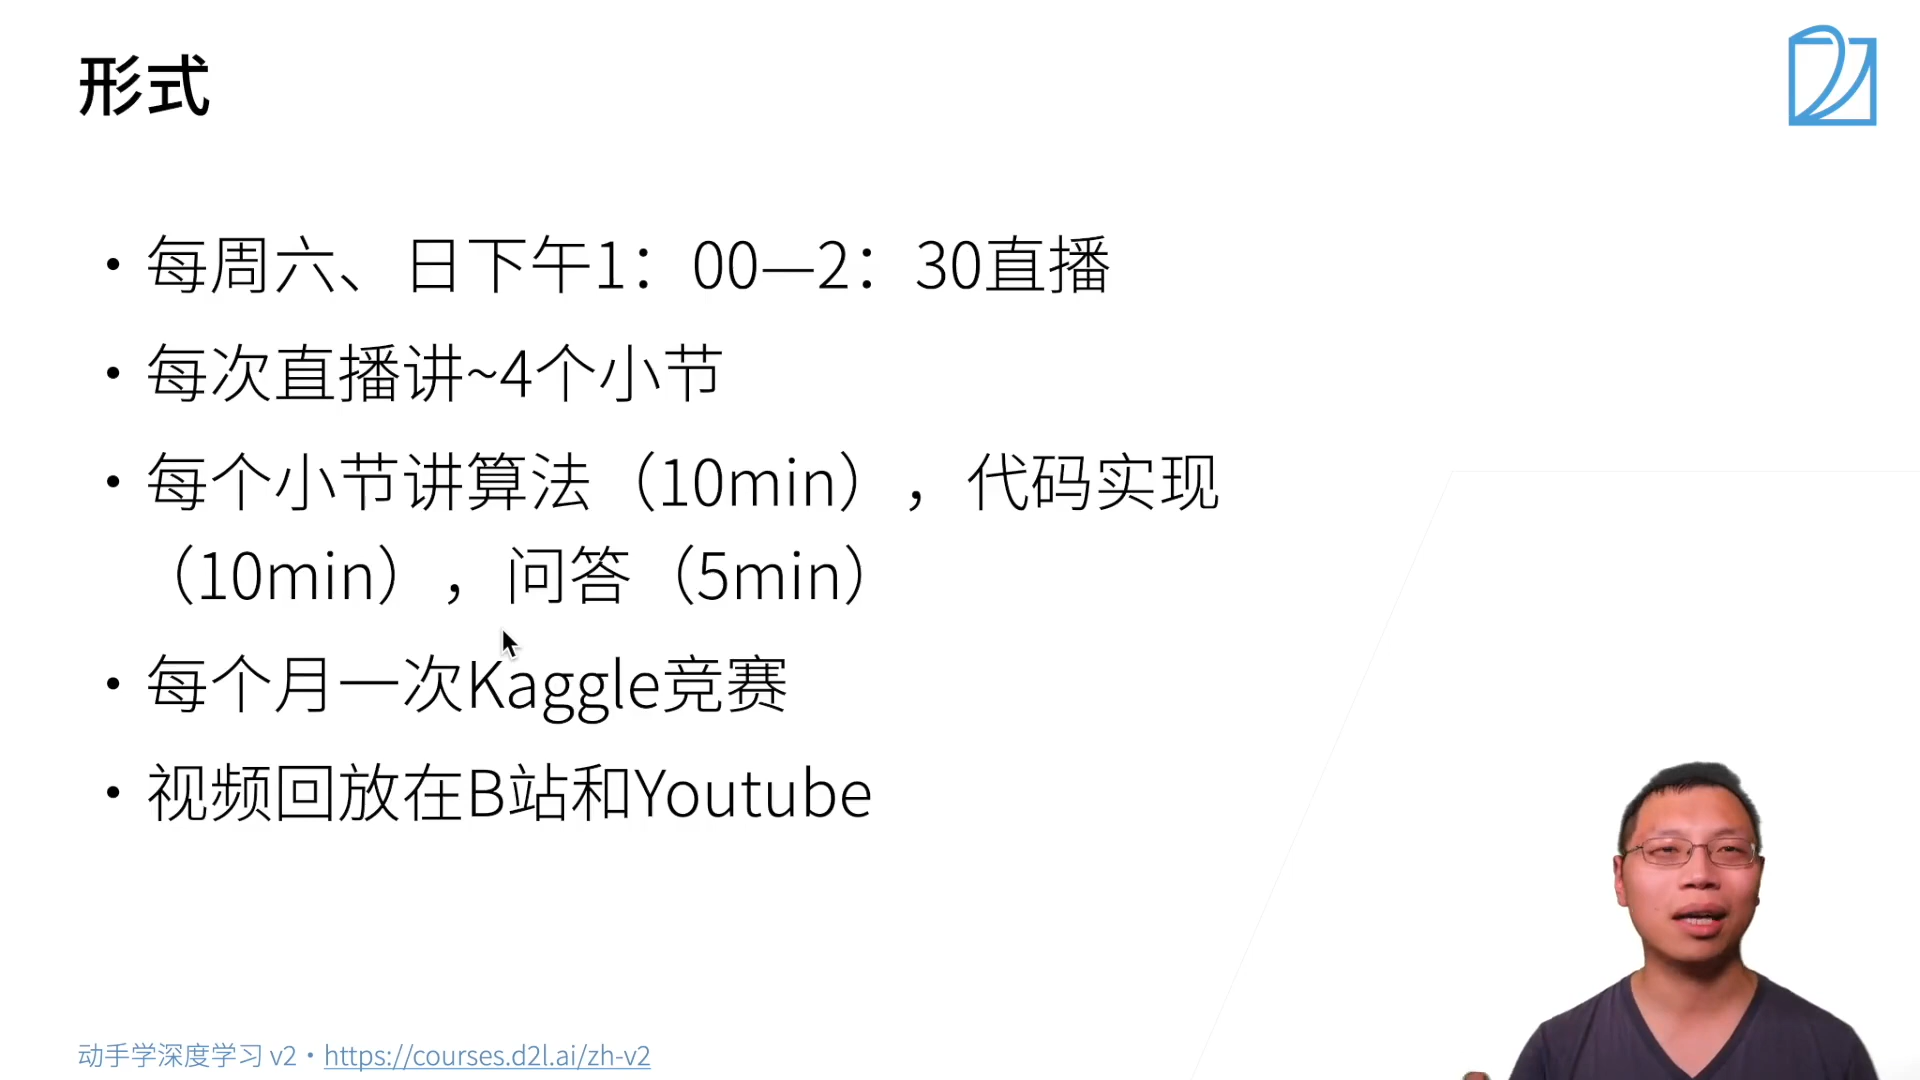 形式
• 每周六、日下午1：00—2：30直播
• 每次直播讲~4个小节
• 每个小节讲算法（10min），代码实现
（10min），问答（5min）
• 每个月一次Kaggle竞赛
• 视频回放在B站和Youtube
动手学深度学习 v2 • https://courses.d2l.ai/zh-v2